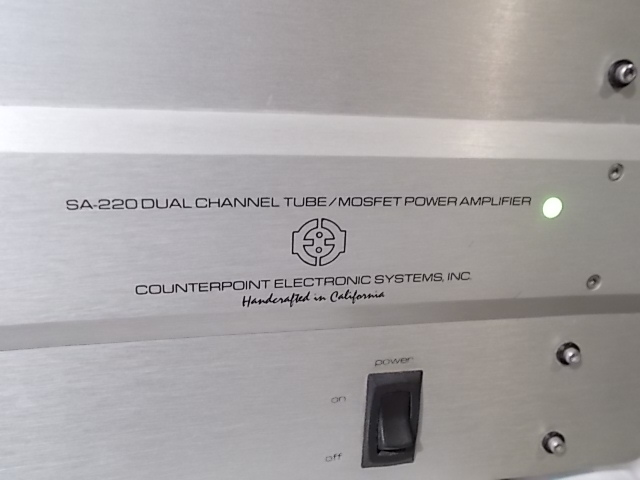 SA-220 DUAL CHANNEL TUBE/MOSFET POWER AMPLIFIER
COUNTERPOINT ELECTRONIC SYSTEMS, INC.
Handcrafted in California
power
on
off